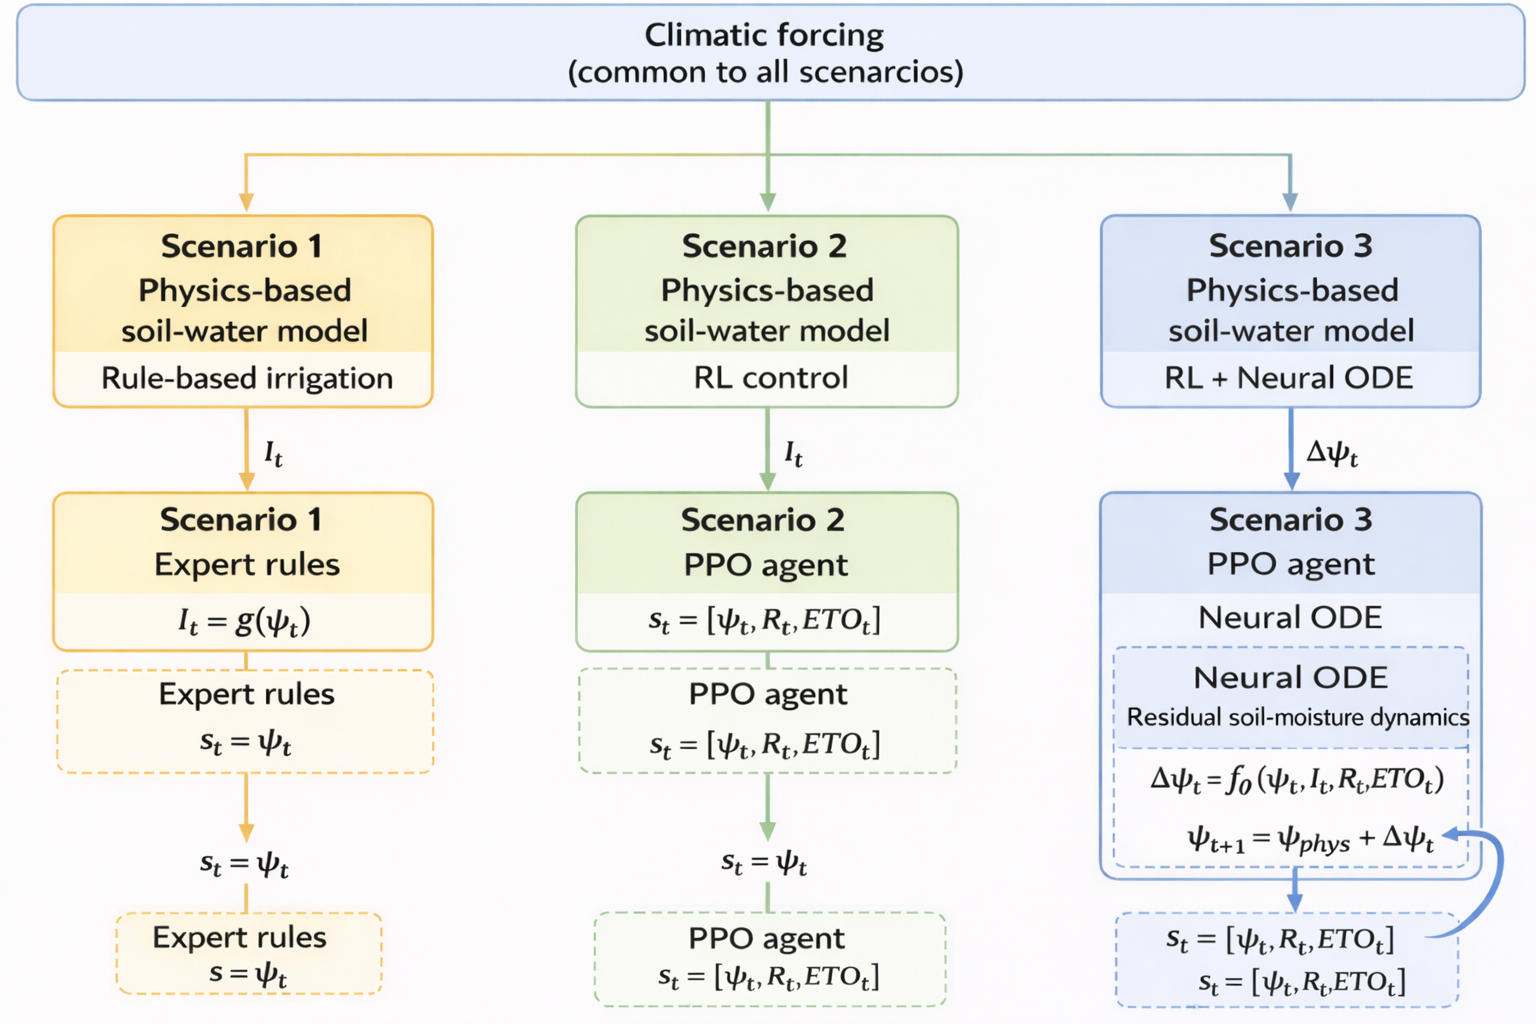 Climatic forcing
(common to all scenarcios)
Scenario 1
Physics-based
soil-water model
Rule-based irrigation
Scenario 2
Physics-based
soil-water model
RL control
Scenario 3
Physics-based
soil-water model
RL + Neural ODE
I_t
I_t
Δψ_t
Scenario 1
Expert rules
I_t = g(ψ_t)
Scenario 2
PPO agent
s_t = [ψ_t, R_t, ETO_t]
Scenario 3
PPO agent
Neural ODE
Expert rules
s_t = ψ_t
PPO agent
s_t = [ψ_t, R_t, ETO_t]
Neural ODE
Residual soil-moisture dynamics
Δψ_t = f_0 (ψ_t, I_t, R_t,ETO_t)
ψ_{t+1} = ψ_{phys} + Δψ_t
s_t = ψ_t
s_t = ψ_t
Expert rules
s = ψ_t
PPO agent
s_t = [ψ_t, R_t, ETO_t]
s_t = [ψ_t, R_t, ETO_t]
s_t = [ψ_t, R_t,ETO_t]